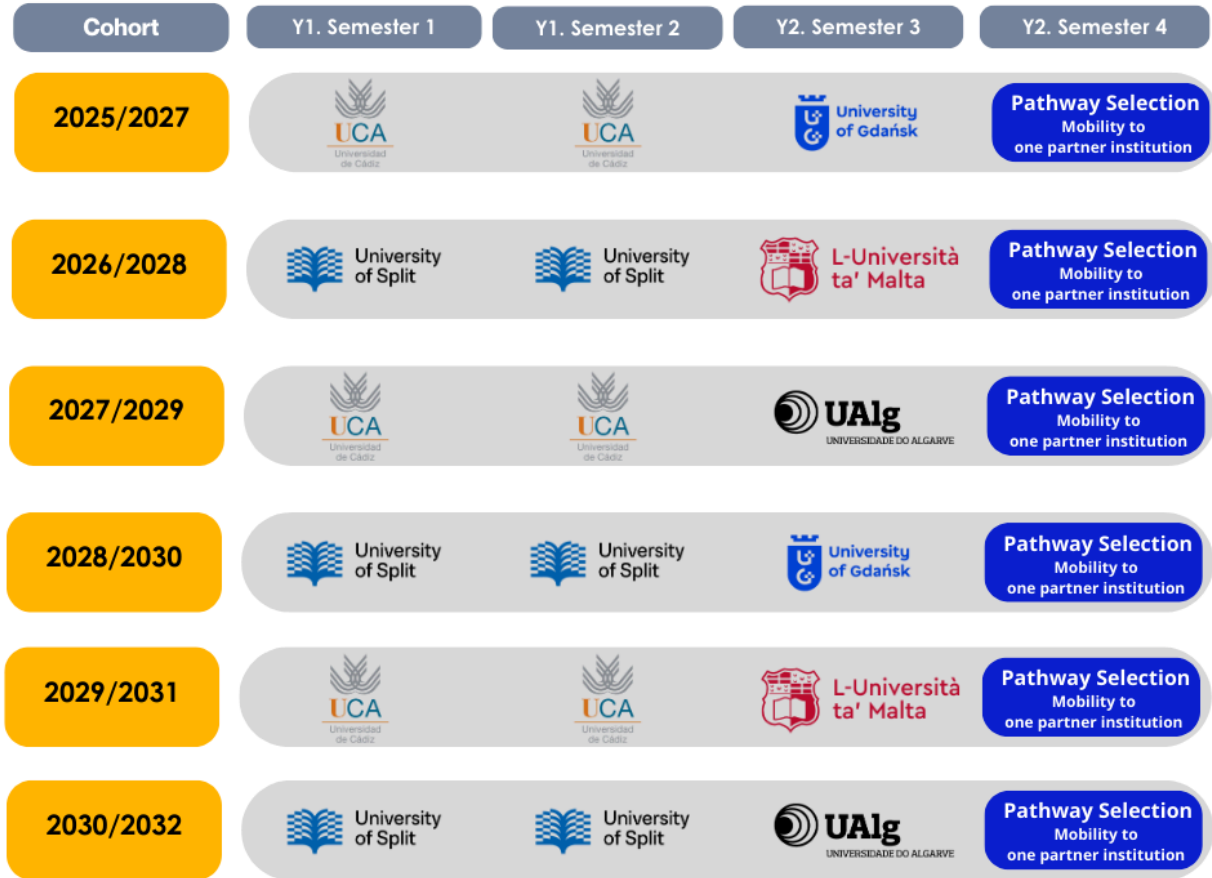 Cohort
Y1. Semester 1
Y1. Semester 2
Y2. Semester 3
Y2. Semester 4
2025/2027
UCA
Universidad
de Cádiz
UCA
Universidad
de Cádiz
University
of Gdańsk
Pathway Selection
Mobility to
one partner institution
2026/2028
University
of Split
University
of Split
L-Università
ta' Malta
Pathway Selection
Mobility to
one partner institution
2027/2029
UCA
Universidad
de Cádiz
UCA
Universidad
de Cádiz
UAlg
UNIVERSIDADE DO ALGARVE
Pathway Selection
Mobility to
one partner institution
2028/2030
University
of Split
University
of Split
University
of Gdańsk
Pathway Selection
Mobility to
one partner institution
2029/2031
UCA
Universidad
de Cádiz
UCA
Universidad
de Cádiz
L-Università
ta' Malta
Pathway Selection
Mobility to
one partner institution
2030/2032
University
of Split
University
of Split
UAlg
UNIVERSIDADE DO ALGARVE
Pathway Selection
Mobility to
one partner institution